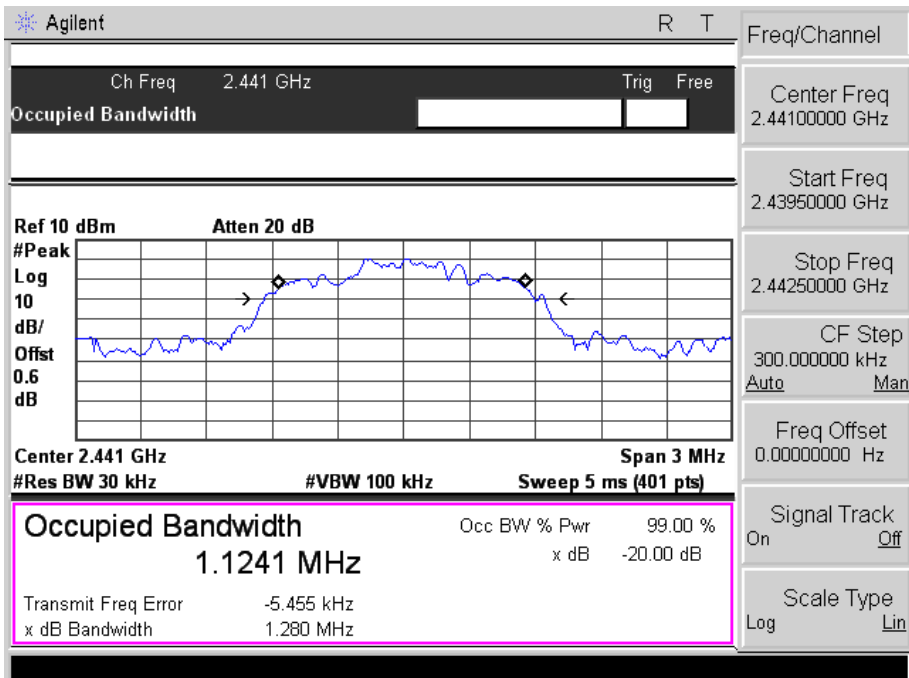 Agilent R T
Ch Freq 2.441 GHz Trig Free
Occupied Bandwidth
Ref 10 dBm Atten 20 dB
#Peak
Log
10
dB/
Offst
0.6
dB
Center 2.441 GHz Span 3 MHz
#Res BW 30 kHz #VBW 100 kHz Sweep 5 ms (401 pts)
Occupied Bandwidth Occ BW % Pwr 99.00 %
1.1241 MHz x dB -20.00 dB
Transmit Freq Error -5.455 kHz
x dB Bandwidth 1.280 MHz
Freq/Channel
Center Freq
2.44100000 GHz
Start Freq
2.43950000 GHz
Stop Freq
2.44250000 GHz
CF Step
300.000000 kHz
Auto Man
Freq Offset
0.00000000 Hz
Signal Track
On Off
Scale Type
Log Lin